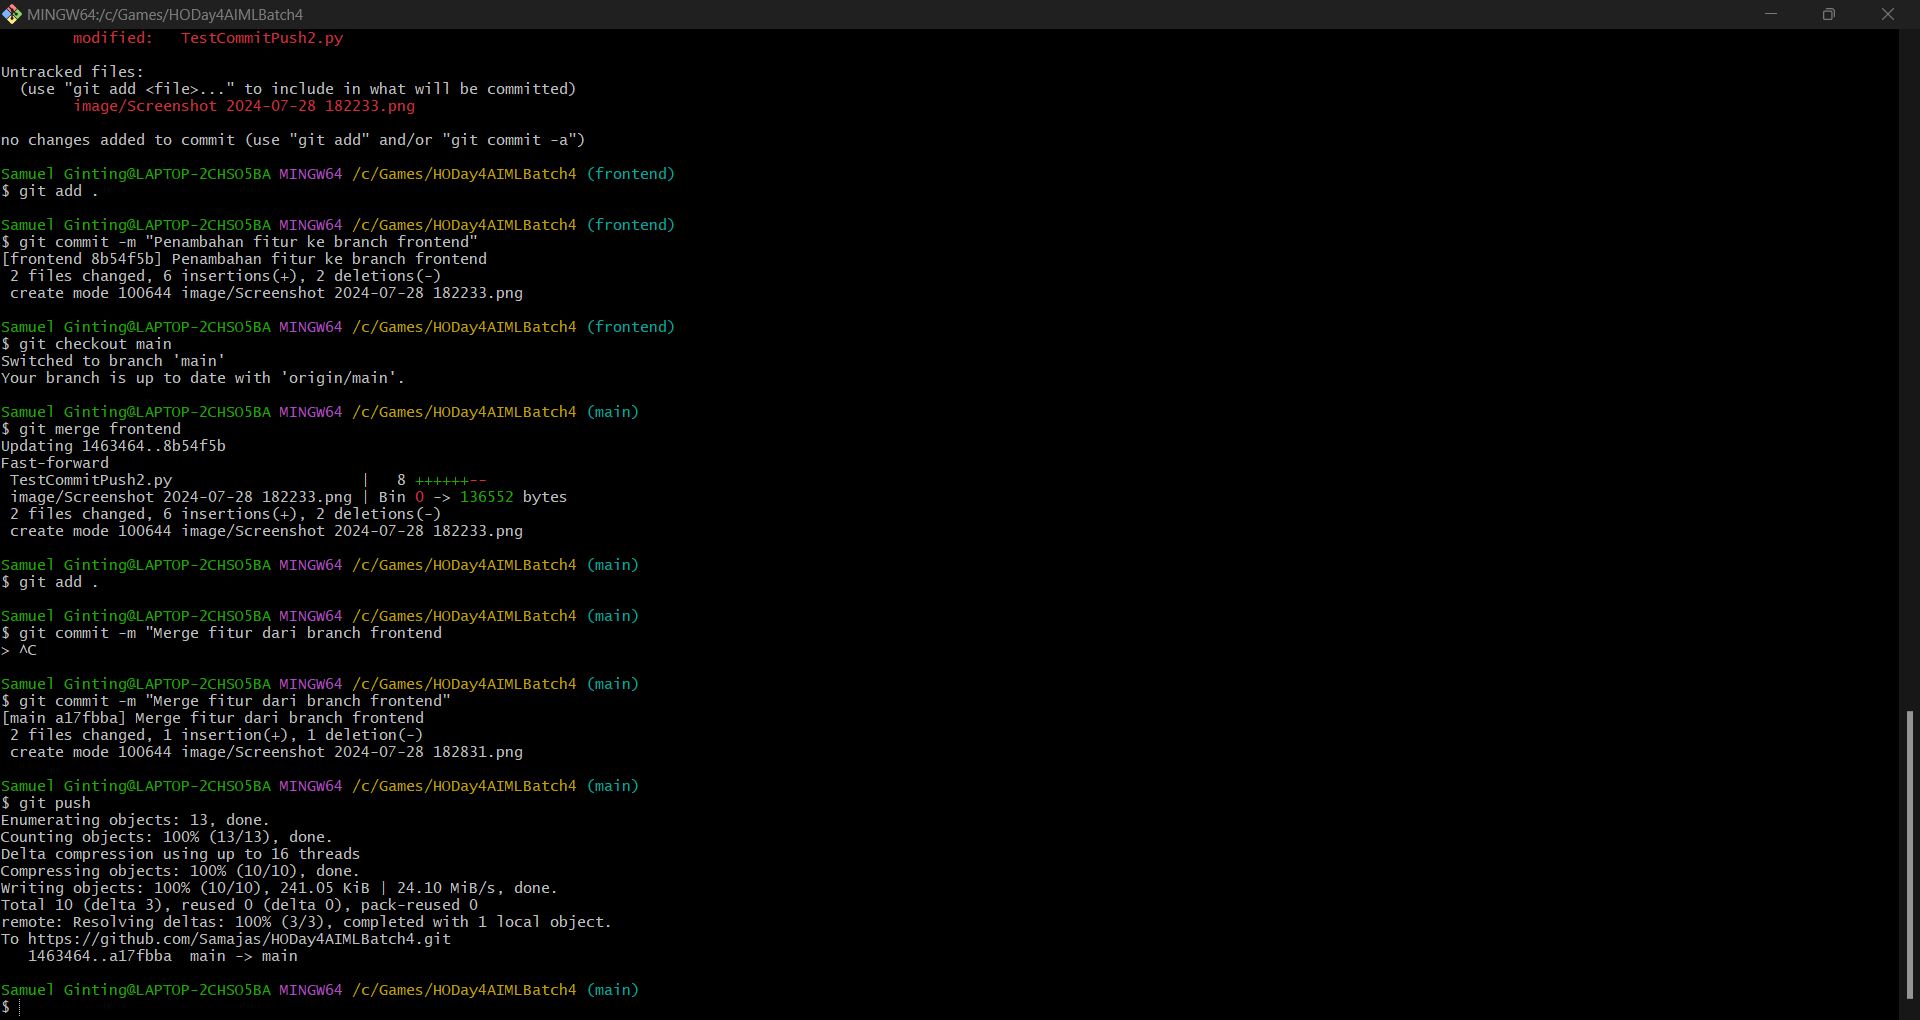 MINGW64:/c/Games/HODay4AIMLBatch4
modified:   TestCommitPush2.py
Untracked files:
(use "git add <file>..." to include in what will be committed)
image/Screenshot 2024-07-28 182233.png
no changes added to commit (use "git add" and/or "git commit -a")
Samuel Ginting@LAPTOP-2CHSO5BA MINGW64 /c/Games/HODay4AIMLBatch4 (frontend)
$ git add .
Samuel Ginting@LAPTOP-2CHSO5BA MINGW64 /c/Games/HODay4AIMLBatch4 (frontend)
$ git commit -m "Penambahan fitur ke branch frontend"
[frontend 8b54f5b] Penambahan fitur ke branch frontend
2 files changed, 6 insertions(+), 2 deletions(-)
create mode 100644 image/Screenshot 2024-07-28 182233.png
Samuel Ginting@LAPTOP-2CHSO5BA MINGW64 /c/Games/HODay4AIMLBatch4 (frontend)
$ git checkout main
Switched to branch 'main'
Your branch is up to date with 'origin/main'.
Samuel Ginting@LAPTOP-2CHSO5BA MINGW64 /c/Games/HODay4AIMLBatch4 (main)
$ git merge frontend
Updating 1463464..8b54f5b
Fast-forward
TestCommitPush2.py                     |   8 ++++++--
image/Screenshot 2024-07-28 182233.png | Bin 0 -> 136552 bytes
2 files changed, 6 insertions(+), 2 deletions(-)
create mode 100644 image/Screenshot 2024-07-28 182233.png
Samuel Ginting@LAPTOP-2CHSO5BA MINGW64 /c/Games/HODay4AIMLBatch4 (main)
$ git add .
Samuel Ginting@LAPTOP-2CHSO5BA MINGW64 /c/Games/HODay4AIMLBatch4 (main)
$ git commit -m "Merge fitur dari branch frontend
> ^C
Samuel Ginting@LAPTOP-2CHSO5BA MINGW64 /c/Games/HODay4AIMLBatch4 (main)
$ git commit -m "Merge fitur dari branch frontend"
[main a17fbba] Merge fitur dari branch frontend
2 files changed, 1 insertion(+), 1 deletion(-)
create mode 100644 image/Screenshot 2024-07-28 182831.png
Samuel Ginting@LAPTOP-2CHSO5BA MINGW64 /c/Games/HODay4AIMLBatch4 (main)
$ git push
Enumerating objects: 13, done.
Counting objects: 100% (13/13), done.
Delta compression using up to 16 threads
Compressing objects: 100% (10/10), done.
Writing objects: 100% (10/10), 241.05 KiB | 24.10 MiB/s, done.
Total 10 (delta 3), reused 0 (delta 0), pack-reused 0
remote: Resolving deltas: 100% (3/3), completed with 1 local object.
To https://github.com/Samajas/HODay4AIMLBatch4.git
1463464..a17fbba  main -> main
Samuel Ginting@LAPTOP-2CHSO5BA MINGW64 /c/Games/HODay4AIMLBatch4 (main)
$